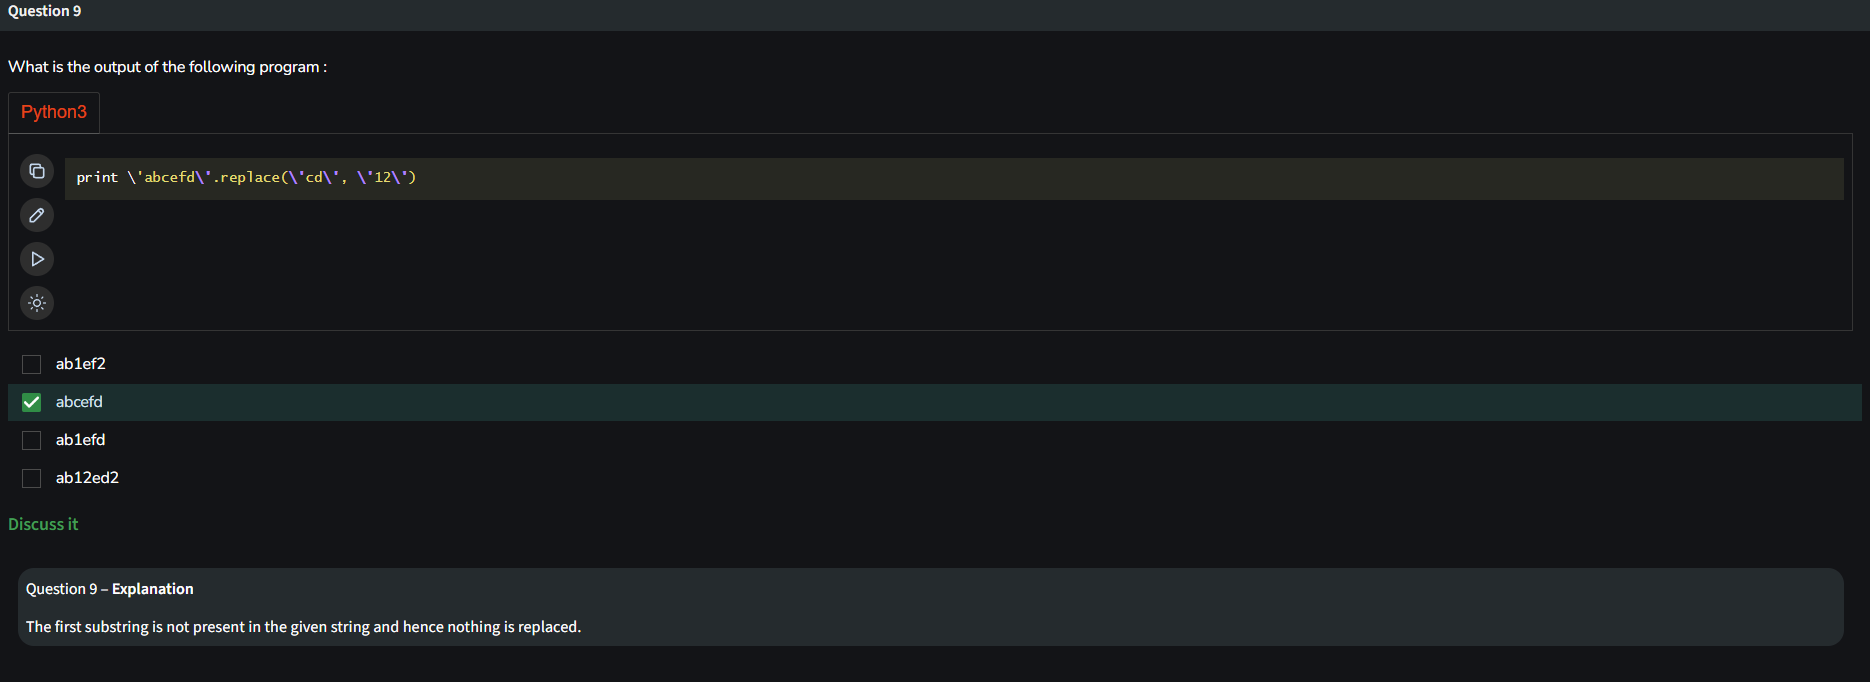 Question 9
What is the output of the following program :
Python3
print \'abcefd\'.replace(\'cd\', \'12\')
ab1ef2
abcefd
ab1efd
ab12ed2
Discuss it
Question 9 – Explanation
The first substring is not present in the given string and hence nothing is replaced.